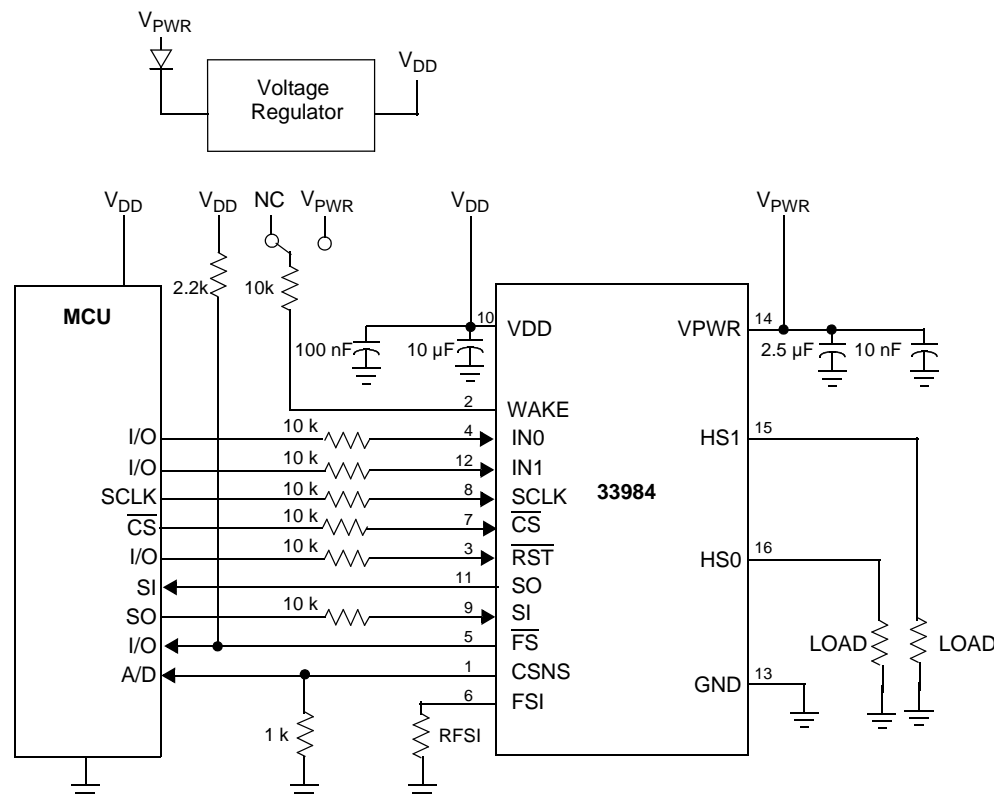 VPWR
VDD
Voltage
Regulator
VDD
VDD
NC
VPWR
VDD
VPWR
2.2k
10k
MCU
10
VDD
VPWR
14
100 nF
10 µF
2.5 µF
10 nF
2
WAKE
I/O
10 k
4
IN0
HS1
15
I/O
10 k
12
IN1
SCLK
10 k
8
SCLK
33984
CS
10 k
7
CS
I/O
10 k
3
RST
HS0
16
SI
11
SO
SO
10 k
9
SI
I/O
5
FS
LOAD
LOAD
A/D
1
CSNS
GND
13
6
FSI
1 k
RFSI